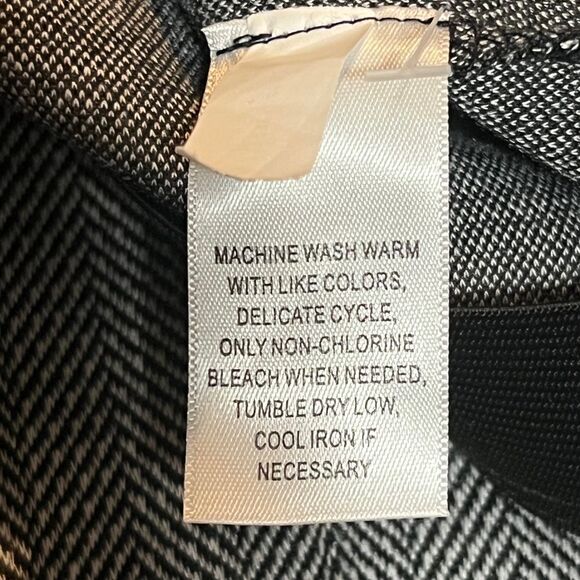 MACHINE WASH WARM
WITH LIKE COLORS,
DELICATE CYCLE,
ONLY NON-CHLORINE
BLEACH WHEN NEEDED,
TUMBLE DRY LOW,
COOL IRON IF
NECESSARY